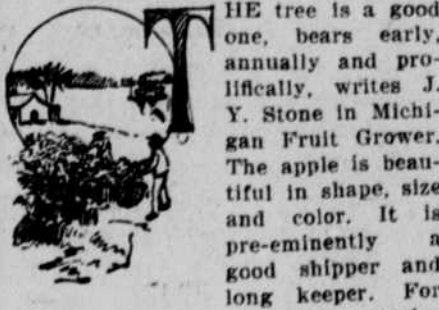 THE tree is a good
one, bears early,
annually and pro-
lifically, writes J.
Y. Stone in Michi-
gan Fruit Grower.
The apple is beau-
tiful in shape, size
and color. It is
pre-eminently a
good shipper and
long keeper. For